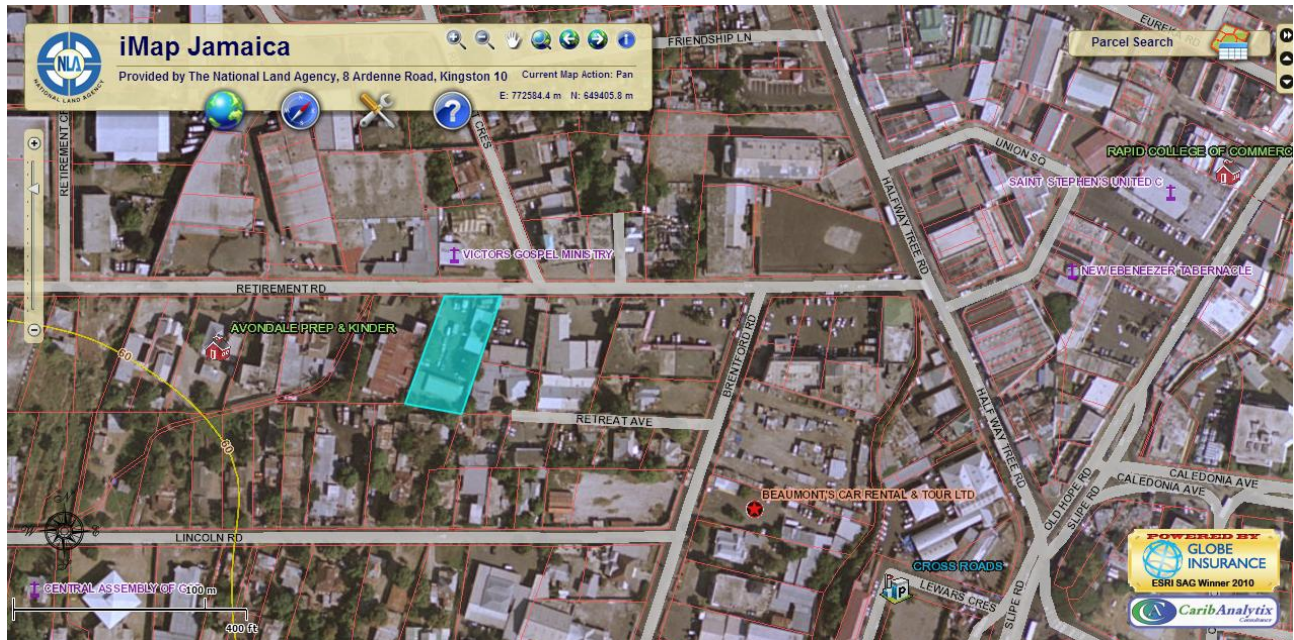 iMap Jamaica
Provided by The National Land Agency, 8 Ardenne Road, Kingston 10
Current Map Action: Pan
E: 772584.4 m N: 649405.8 m
NLA
NATIONAL LAND AGENCY
Parcel Search
FRIENDSHIP LN
UNION SQ
RAPID COLLEGE OF COMMERC
SAINT STEPHEN'S UNITED C
HALFWAY TREE RD
VICTORS GOSPEL MINISTRY
NEW EBENEEZER TABERNACLE
RETIREMENT RD
AVONDALE PREP & KINDER
60
60
BRENTFORD RD
RETREAT AVE
HALFWAY TREE RD
BEAUMONT'S CAR RENTAL & TOUR LTD
OLD HOPE RD
SLIPE RD
CALEDONIA AVE
CALEDONIA AVE
LINCOLN RD
CROSS ROADS
P
LEWARS CRES
SLIPE RD
CENTRAL ASSEMBLY OF G
100 m
400 ft
POWERED BY
GLOBE
INSURANCE
ESRI SAG Winner 2010
CaribAnalytix